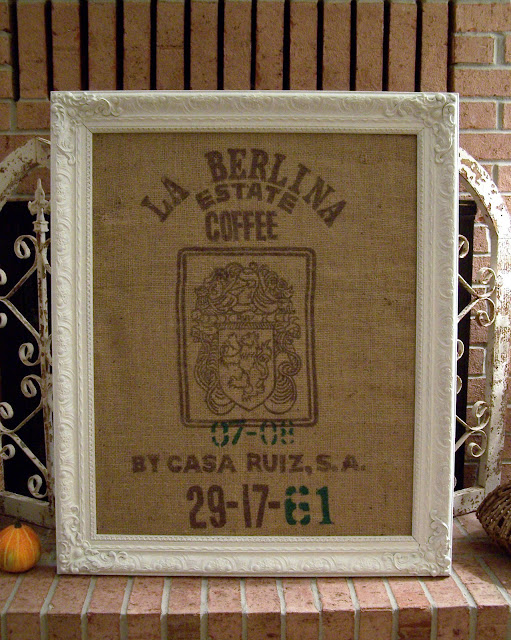 LA BERLINA
ESTATE
COFFEE
07-08
BY CASA RUIZ, S.A.
29-17-61